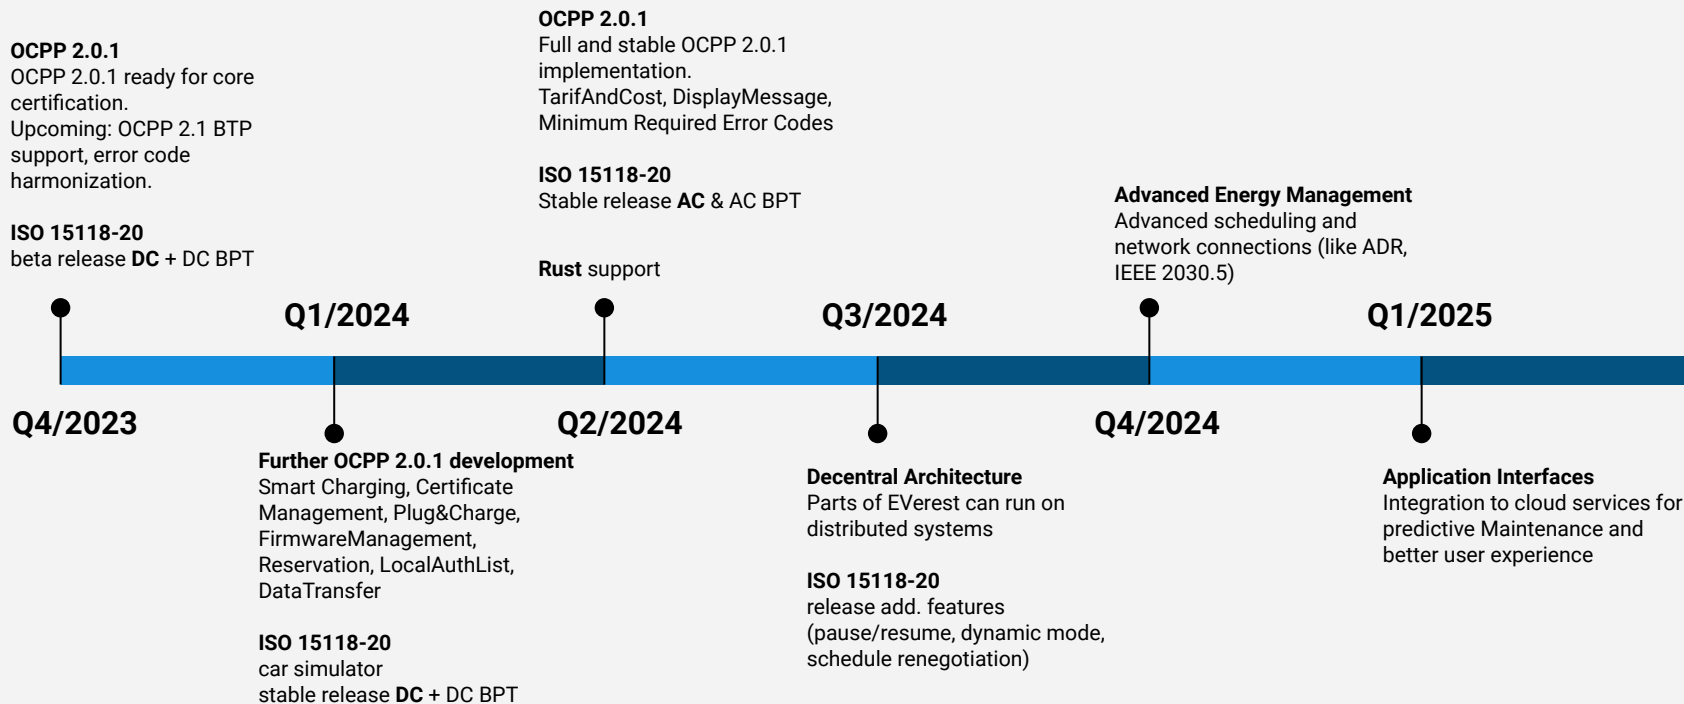 OCPP 2.0.1
OCPP 2.0.1 ready for core
certification.
Upcoming: OCPP 2.1 BTP
support, error code
harmonization.
ISO 15118-20
beta release DC + DC BPT
OCPP 2.0.1
Full and stable OCPP 2.0.1
implementation.
TarifAndCost, DisplayMessage,
Minimum Required Error Codes
ISO 15118-20
Stable release AC & AC BPT
Rust support
Advanced Energy Management
Advanced scheduling and
network connections (like ADR,
IEEE 2030.5)
Q1/2024
Q3/2024
Q1/2025
Q4/2023
Q2/2024
Q4/2024
Further OCPP 2.0.1 development
Smart Charging, Certificate
Management, Plug&Charge,
FirmwareManagement,
Reservation, LocalAuthList,
DataTransfer
ISO 15118-20
car simulator
stable release DC + DC BPT
Decentral Architecture
Parts of EVerest can run on
distributed systems
ISO 15118-20
release add. features
(pause/resume, dynamic mode,
schedule renegotiation)
Application Interfaces
Integration to cloud services for
predictive Maintenance and
better user experience